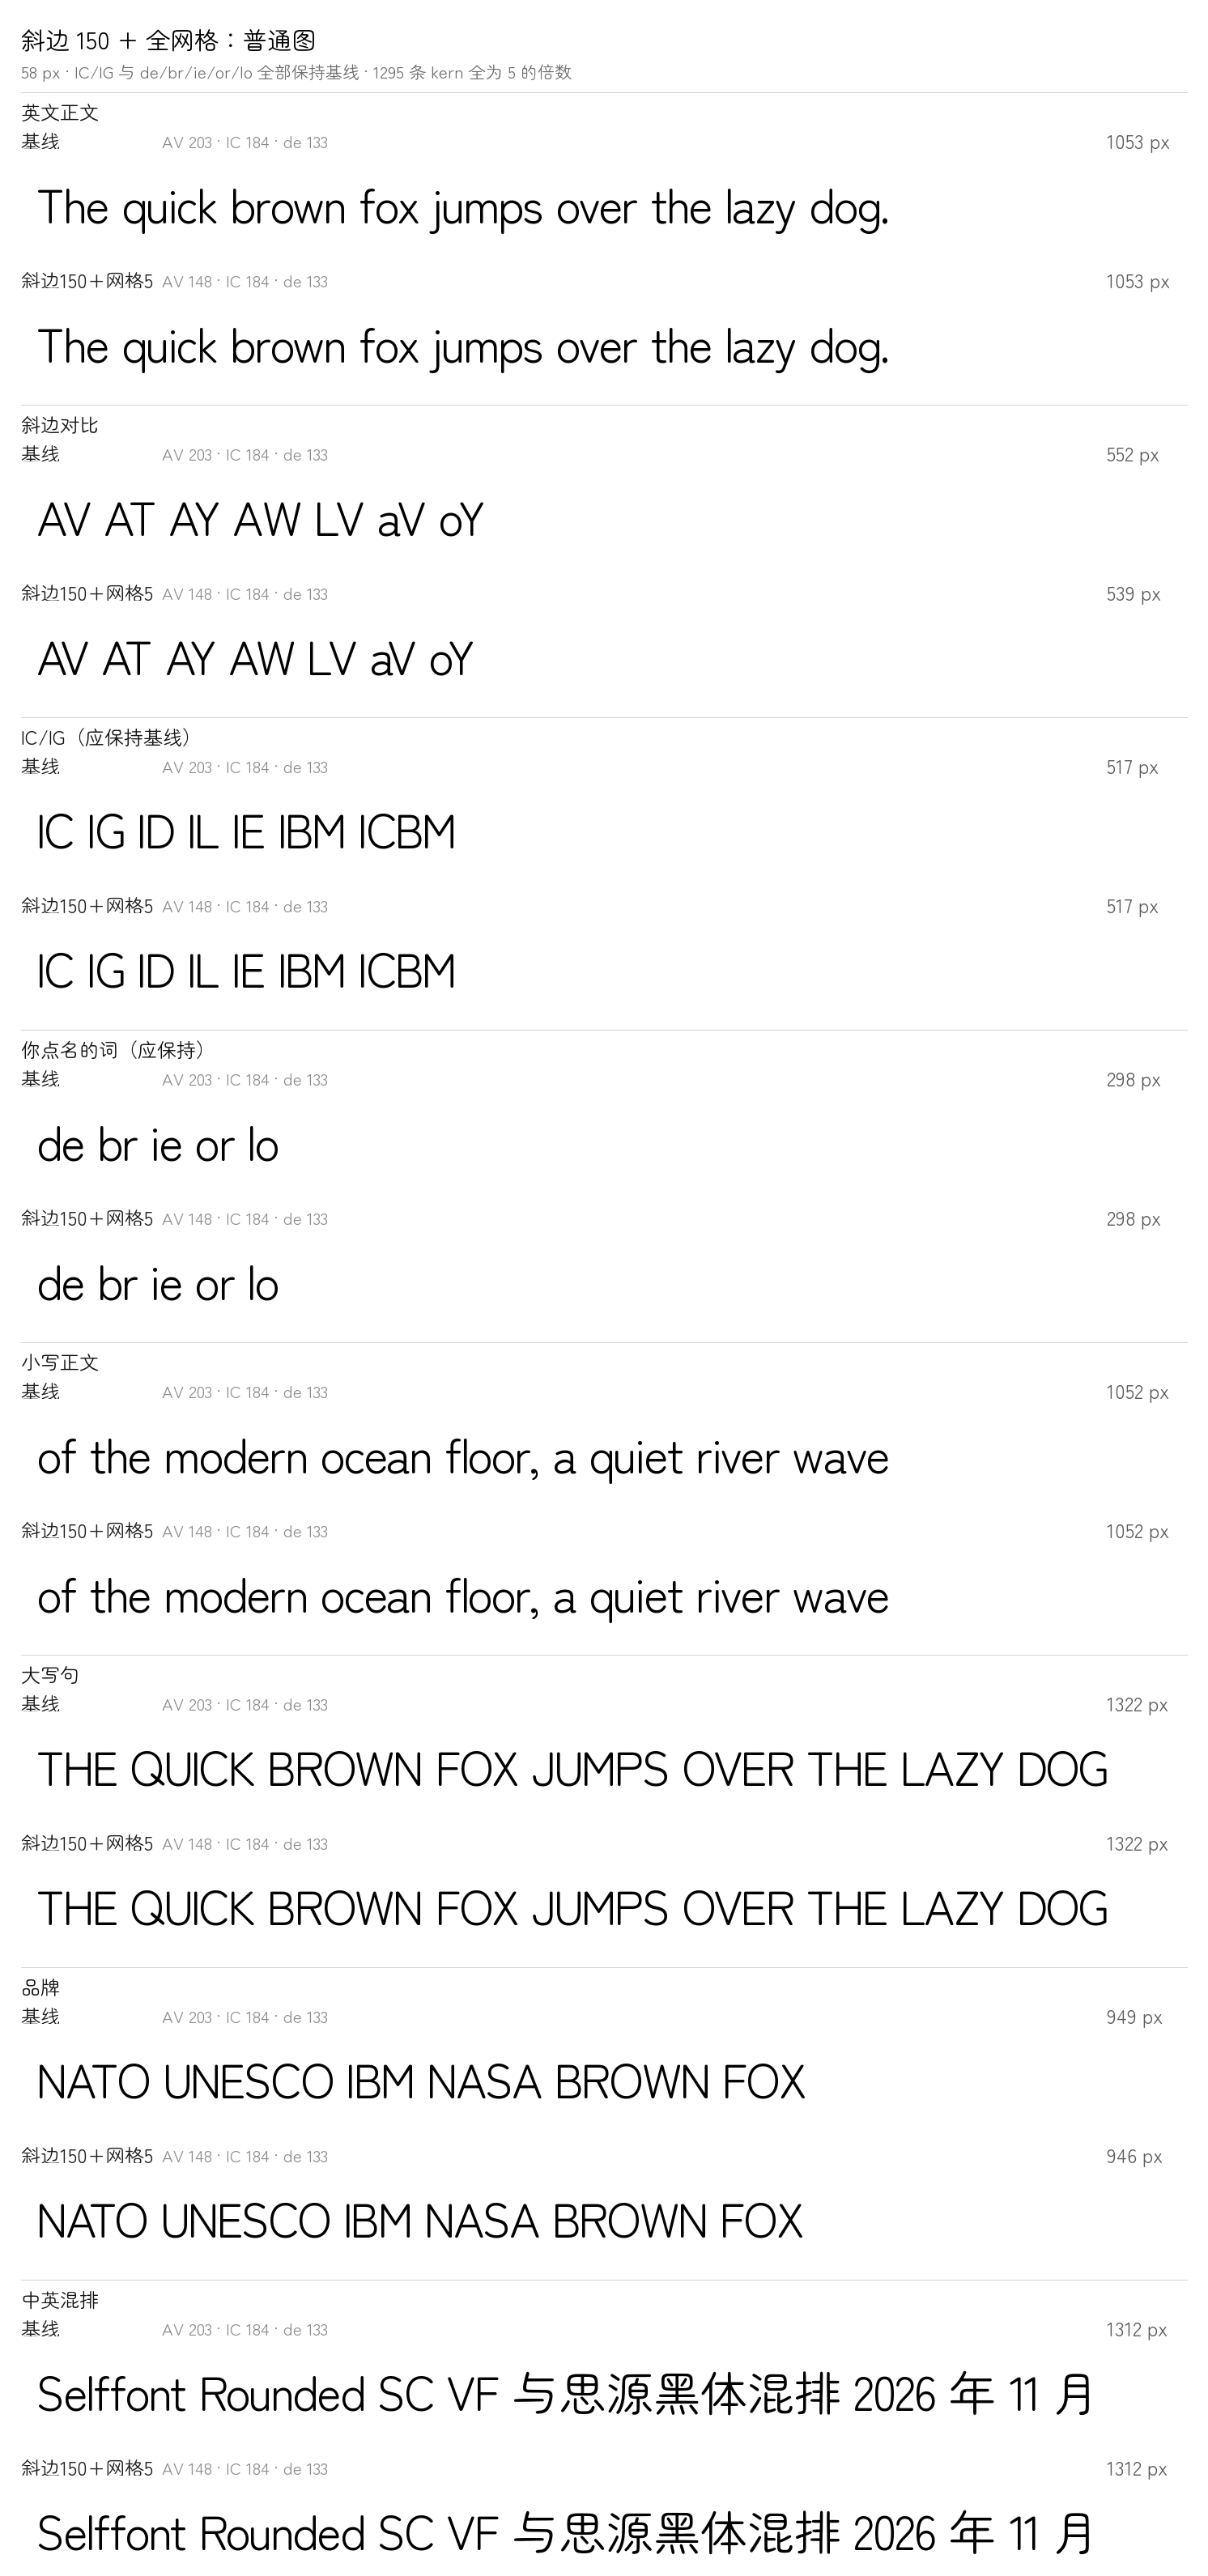 斜边 150 + 全网格：普通图
58 px · IC/IG 与 de/br/ie/or/lo 全部保持基线 · 1295 条 kern 全为 5 的倍数
英文正文
基线 AV 203 · IC 184 · de 133 1053 px
The quick brown fox jumps over the lazy dog.
斜边150+网格5 AV 148 · IC 184 · de 133 1053 px
The quick brown fox jumps over the lazy dog.
斜边对比
基线 AV 203 · IC 184 · de 133 552 px
AV AT AY AW LV aV oY
斜边150+网格5 AV 148 · IC 184 · de 133 539 px
AV AT AY AW LV aV oY
IC/IG（应保持基线）
基线 AV 203 · IC 184 · de 133 517 px
IC IG ID IL IE IBM ICBM
斜边150+网格5 AV 148 · IC 184 · de 133 517 px
IC IG ID IL IE IBM ICBM
你点名的词（应保持）
基线 AV 203 · IC 184 · de 133 298 px
de br ie or lo
斜边150+网格5 AV 148 · IC 184 · de 133 298 px
de br ie or lo
小写正文
基线 AV 203 · IC 184 · de 133 1052 px
of the modern ocean floor, a quiet river wave
斜边150+网格5 AV 148 · IC 184 · de 133 1052 px
of the modern ocean floor, a quiet river wave
大写句
基线 AV 203 · IC 184 · de 133 1322 px
THE QUICK BROWN FOX JUMPS OVER THE LAZY DOG
斜边150+网格5 AV 148 · IC 184 · de 133 1322 px
THE QUICK BROWN FOX JUMPS OVER THE LAZY DOG
品牌
基线 AV 203 · IC 184 · de 133 949 px
NATO UNESCO IBM NASA BROWN FOX
斜边150+网格5 AV 148 · IC 184 · de 133 946 px
NATO UNESCO IBM NASA BROWN FOX
中英混排
基线 AV 203 · IC 184 · de 133 1312 px
Selffont Rounded SC VF 与思源黑体混排 2026 年 11 月
斜边150+网格5 AV 148 · IC 184 · de 133 1312 px
Selffont Rounded SC VF 与思源黑体混排 2026 年 11 月